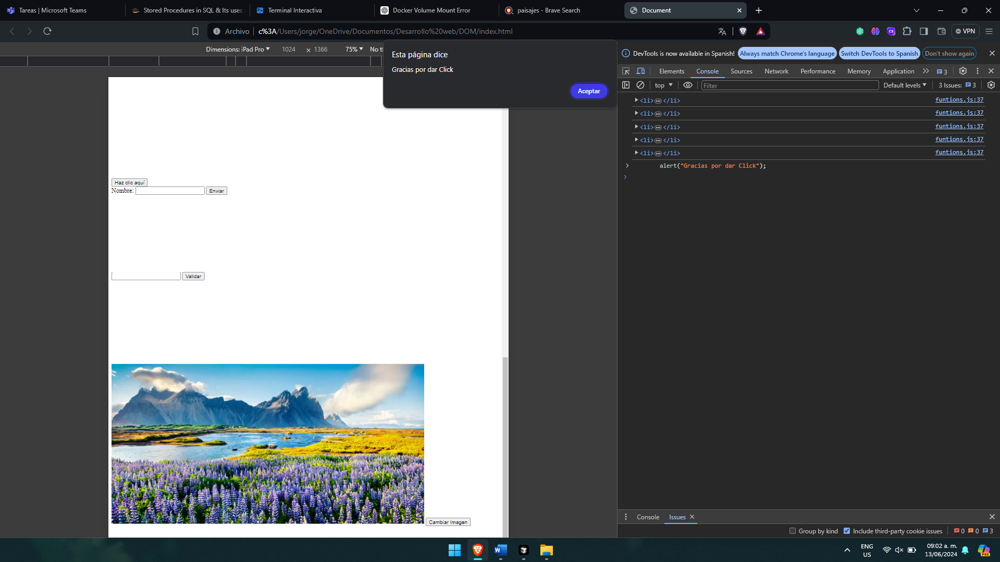 Tareas | Microsoft Teams
Stored Procedures in SQL & Its uses
Terminal Interactiva
Docker Volume Mount Error
paisajes - Brave Search
Document
Archivo c%3A/Users/jorge/OneDrive/Documentos/Desarrollo%20web/DOM/index.html
VPN
Dimensions: iPad Pro 1024 × 1366 75% No th
Esta página dice
Gracias por dar Click
Aceptar
DevTools is now available in Spanish! Always match Chrome's language Switch DevTools to Spanish Don't show again
Elements Console Sources Network Performance Memory Application 3
top Filter Default levels 3 Issues: 3
<li>…</li> funtions.js:37
<li>…</li> funtions.js:37
<li>…</li> funtions.js:37
<li>…</li> funtions.js:37
<li>…</li> funtions.js:37
alert("Gracias por dar Click");
Haz clic aquí
Nombre: Enviar
Validar
Cambiar Imagen
Console Issues
Group by kind Include third-party cookie issues 0 0 3
ENG
US
09:02 a. m.
13/06/2024
PRE